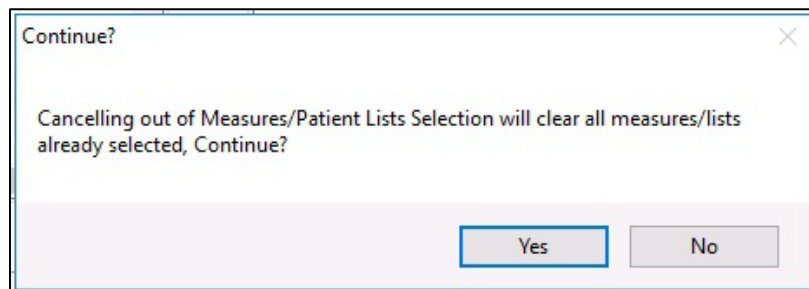 Continue?
Cancelling out of Measures/Patient Lists Selection will clear all measures/lists
already selected, Continue?
Yes
No